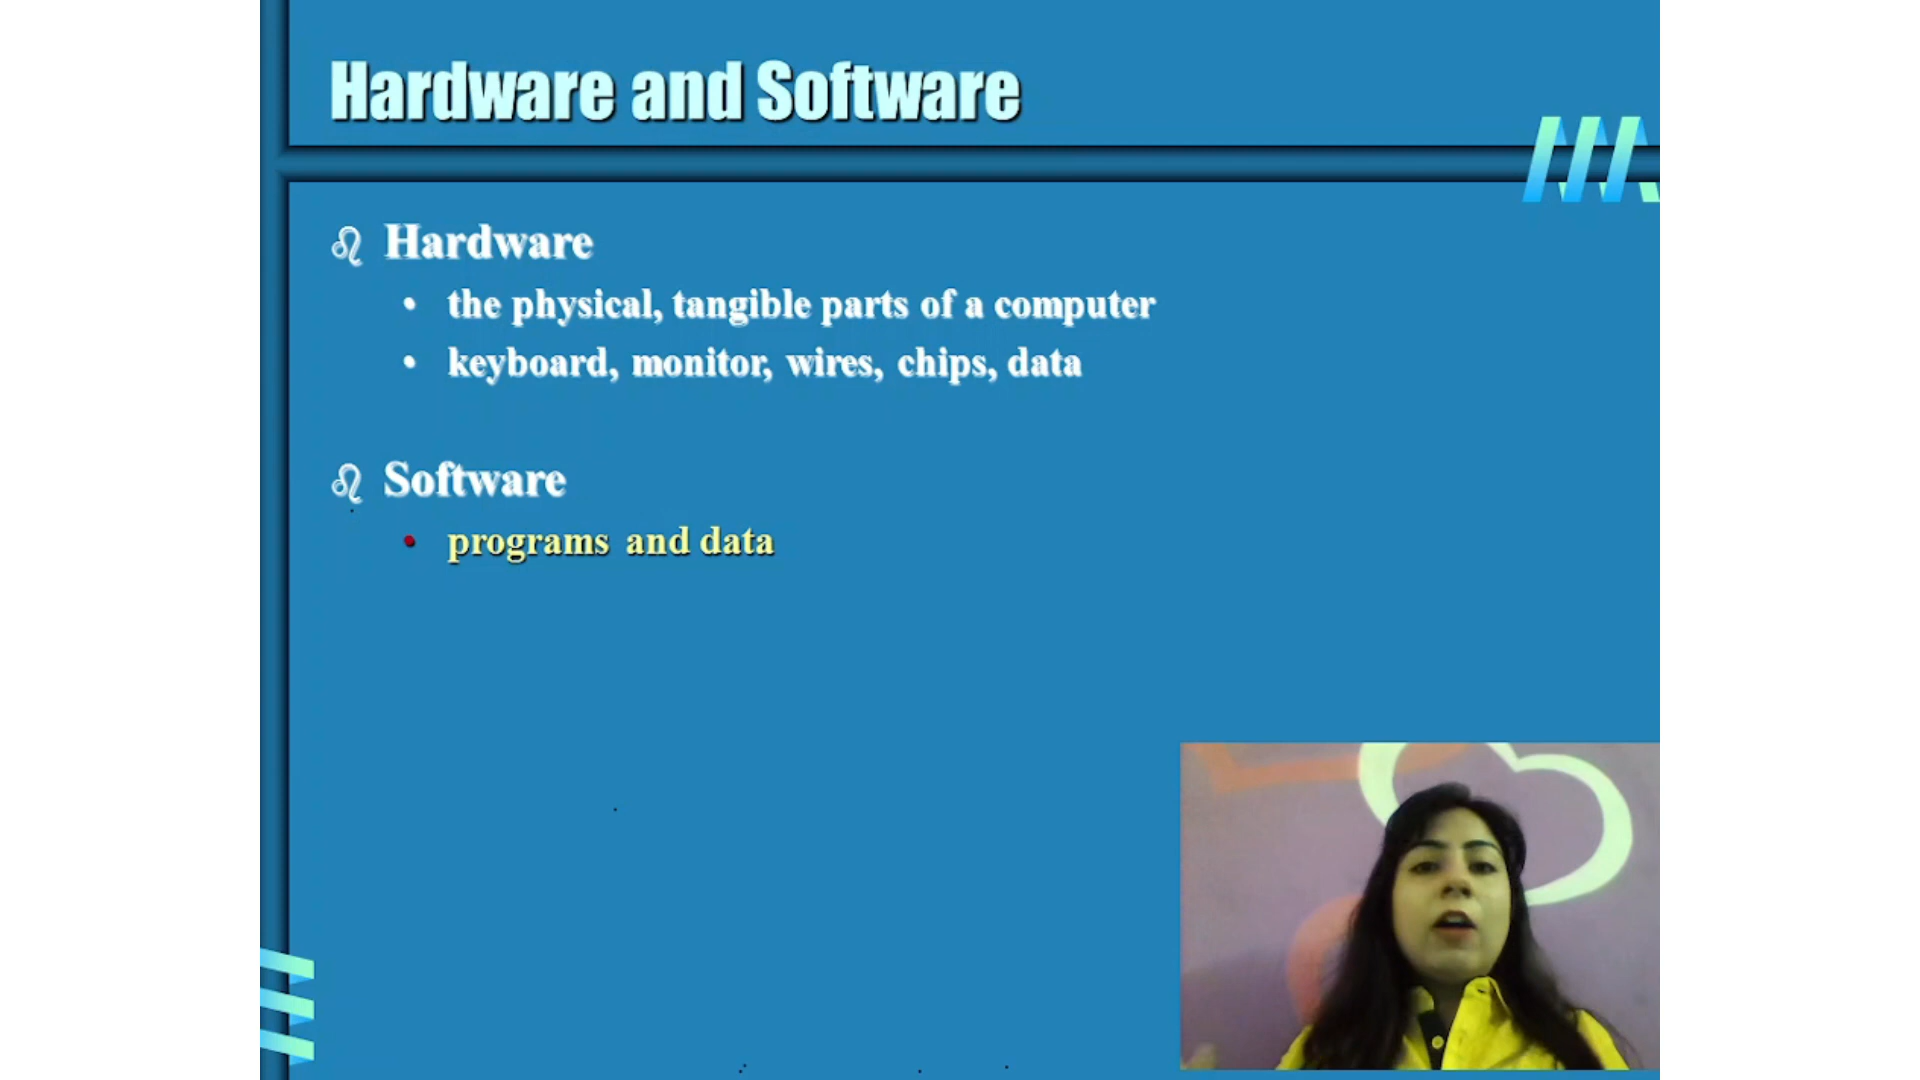 Hardware and Software
♌ Hardware
• the physical, tangible parts of a computer
• keyboard, monitor, wires, chips, data
♌ Software
• programs and data